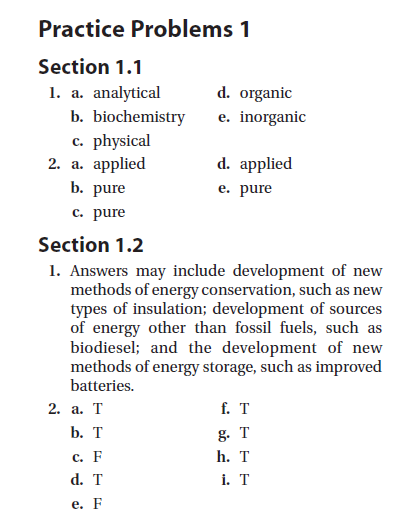 Practice Problems 1
Section 1.1
1. a. analytical d. organic
b. biochemistry e. inorganic
c. physical
2. a. applied d. applied
b. pure e. pure
c. pure
Section 1.2
1. Answers may include development of new
methods of energy conservation, such as new
types of insulation; development of sources
of energy other than fossil fuels, such as
biodiesel; and the development of new
methods of energy storage, such as improved
batteries.
2. a. T f. T
b. T g. T
c. F h. T
d. T i. T
e. F